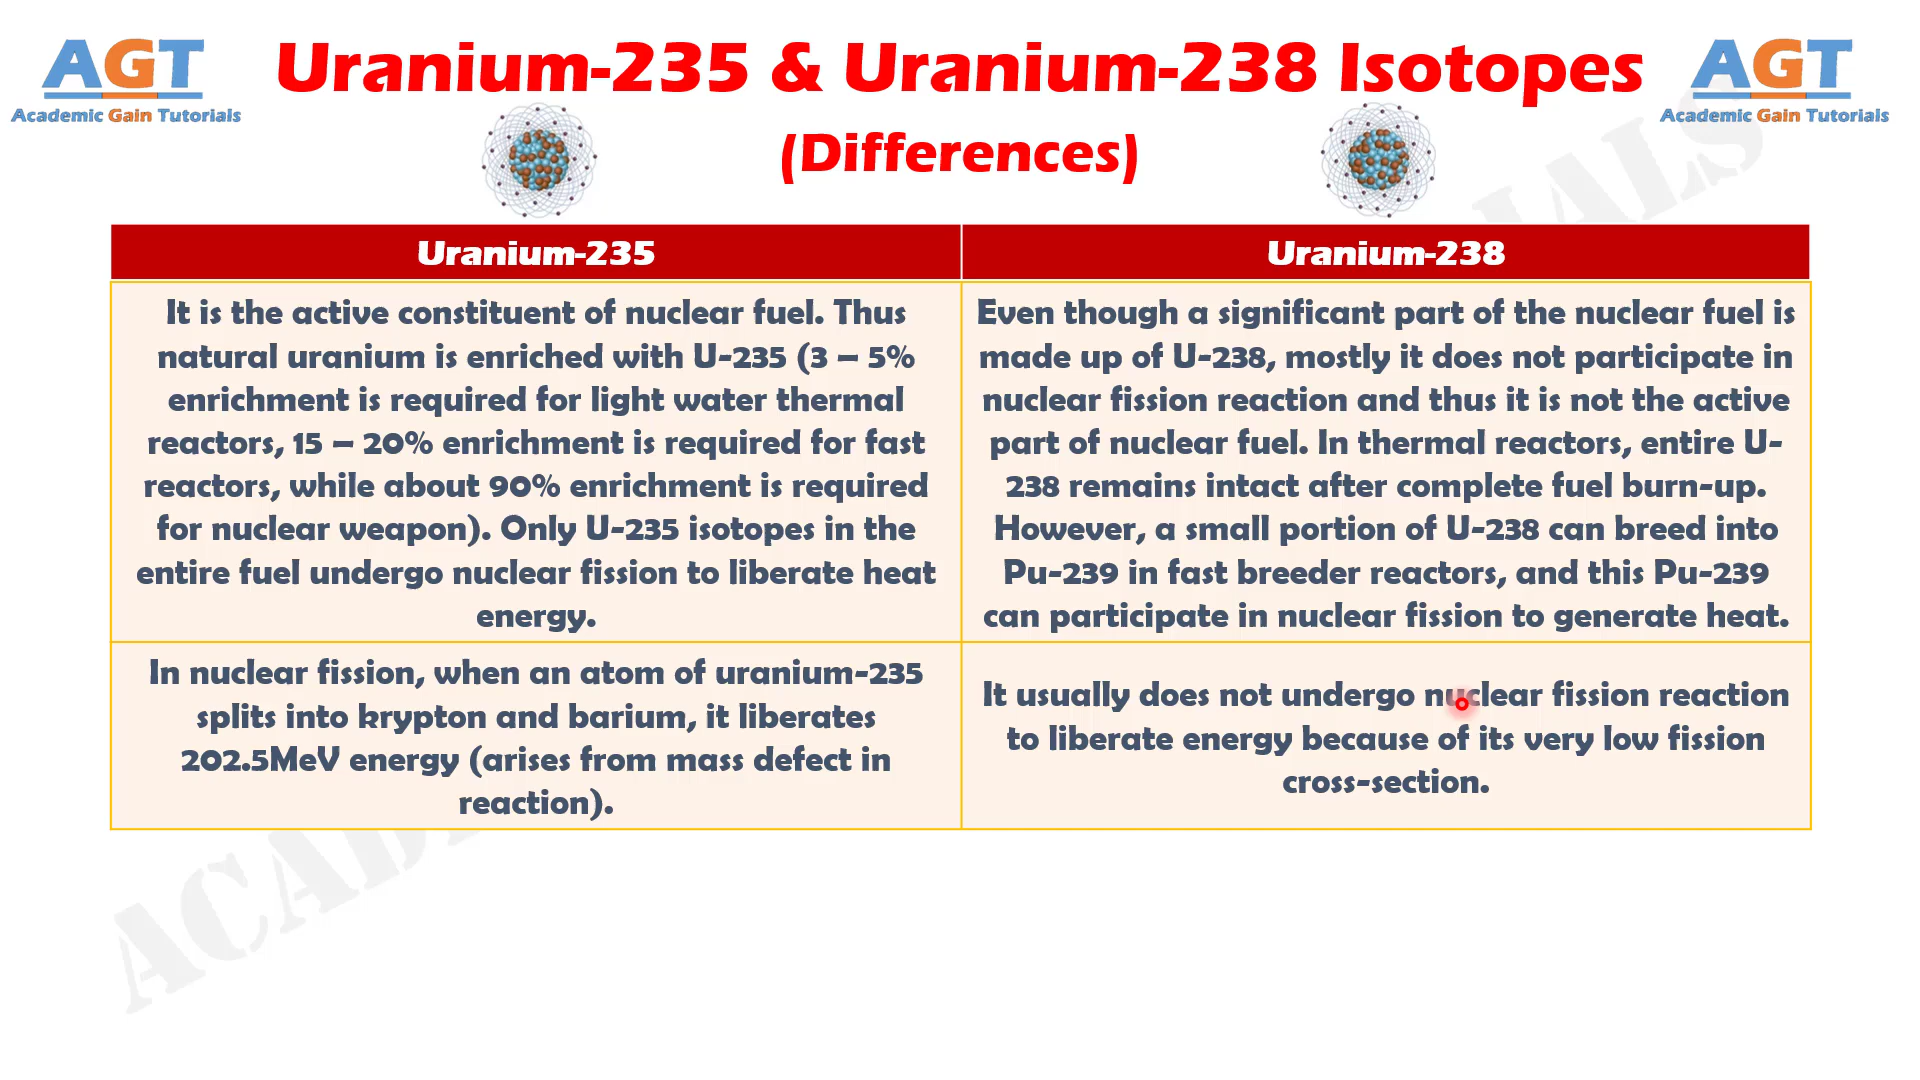 AGT
Academic Gain Tutorials
Uranium-235 & Uranium-238 Isotopes
(Differences)
AGT
Academic Gain Tutorials
Uranium-235
Uranium-238
It is the active constituent of nuclear fuel. Thus
natural uranium is enriched with U-235 (3 – 5%
enrichment is required for light water thermal
reactors, 15 – 20% enrichment is required for fast
reactors, while about 90% enrichment is required
for nuclear weapon). Only U-235 isotopes in the
entire fuel undergo nuclear fission to liberate heat
energy.
Even though a significant part of the nuclear fuel is
made up of U-238, mostly it does not participate in
nuclear fission reaction and thus it is not the active
part of nuclear fuel. In thermal reactors, entire U-
238 remains intact after complete fuel burn-up.
However, a small portion of U-238 can breed into
Pu-239 in fast breeder reactors, and this Pu-239
can participate in nuclear fission to generate heat.
In nuclear fission, when an atom of uranium-235
splits into krypton and barium, it liberates
202.5MeV energy (arises from mass defect in
reaction).
It usually does not undergo nuclear fission reaction
to liberate energy because of its very low fission
cross-section.